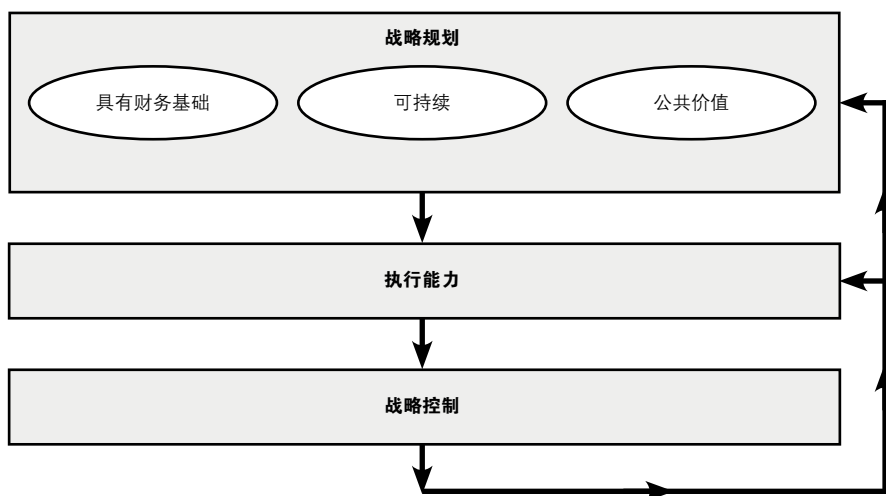 战略规划
具有财务基础
可持续
公共价值
执行能力
战略控制